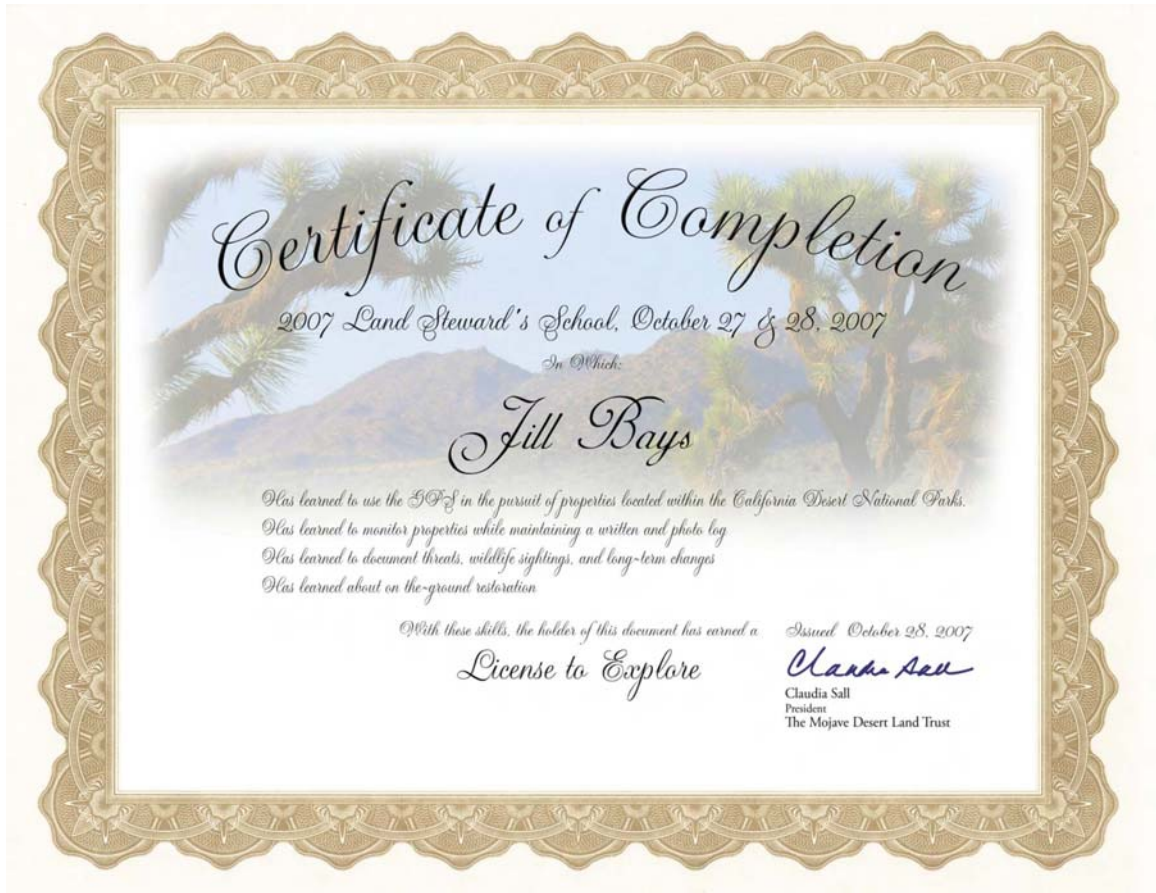 Certificate of Completion
2007 Land Steward's School, October 27 & 28, 2007
In Which:
Jill Bays
Has learned to use the GPS in the pursuit of properties located within the California Desert National Parks.
Has learned to monitor properties while maintaining a written and photo log
Has learned to document threats, wildlife sightings, and long-term changes
Has learned about on the-ground restoration
With these skills, the holder of this document has earned a
License to Explore
Issued October 28, 2007
Claudia Sall
Claudia Sall
President
The Mojave Desert Land Trust